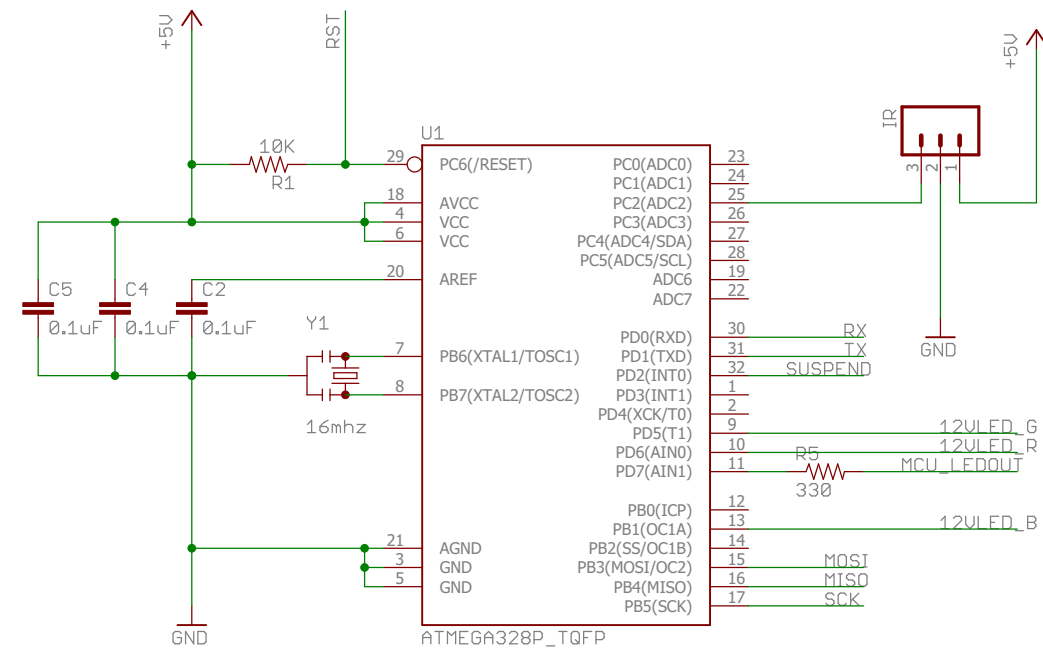 +5V
RST
+5V
IR
3
2
1
GND
10K
R1
C5
0.1uF
C4
0.1uF
C2
0.1uF
Y1
16mhz
GND
U1
29 PC6(/RESET)
18 AVCC
4 VCC
6 VCC
20 AREF
7 PB6(XTAL1/TOSC1)
8 PB7(XTAL2/TOSC2)
21 AGND
3 GND
5 GND
PC0(ADC0) 23
PC1(ADC1) 24
PC2(ADC2) 25
PC3(ADC3) 26
PC4(ADC4/SDA) 27
PC5(ADC5/SCL) 28
ADC6 19
ADC7 22
PD0(RXD) 30 RX
PD1(TXD) 31 TX
PD2(INT0) 32 SUSPEND
PD3(INT1) 1
PD4(XCK/T0) 2
PD5(T1) 9 12VLED_G
PD6(AIN0) 10 12VLED_R
PD7(AIN1) 11 R5 MCU_LEDOUT
330
PB0(ICP) 12
PB1(OC1A) 13 12VLED_B
PB2(SS/OC1B) 14
PB3(MOSI/OC2) 15 MOSI
PB4(MISO) 16 MISO
PB5(SCK) 17 SCK
ATMEGA328P_TQFP